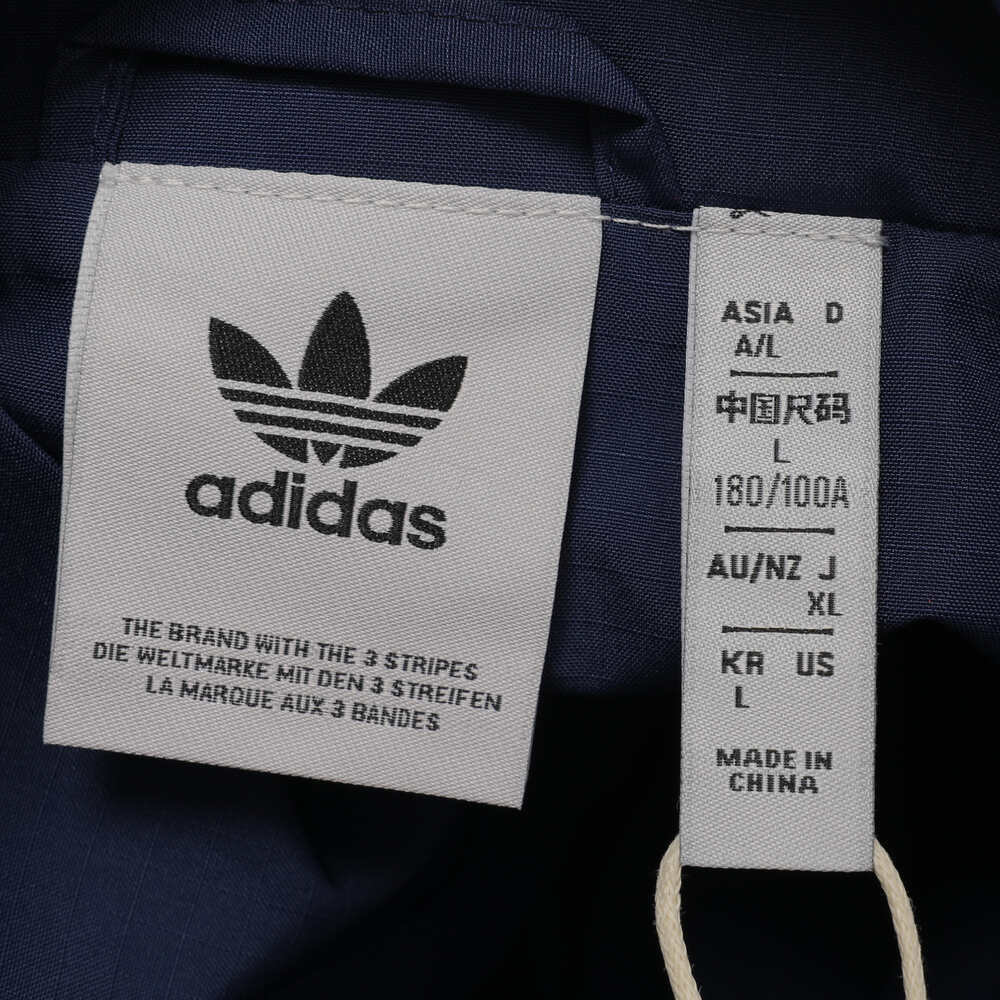 adidas
THE BRAND WITH THE 3 STRIPES
DIE WELTMARKE MIT DEN 3 STREIFEN
LA MARQUE AUX 3 BANDES
ASIA D
A/L
中国尺码
L
180/100A
AU/NZ J
XL
KR US
L
MADE IN
CHINA